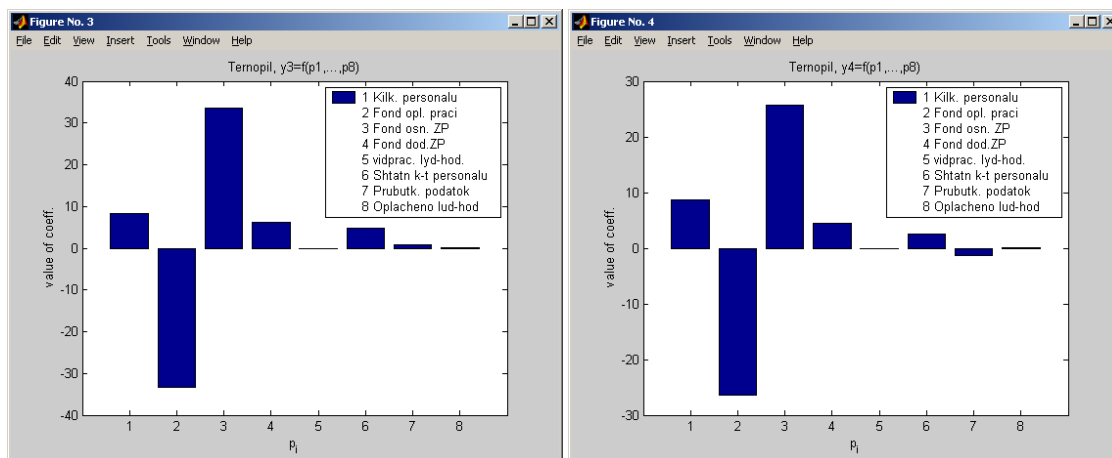 Figure No. 3
File Edit View Insert Tools Window Help
Ternopil, y3=f(p1,...,p8)
40
30
20
10
0
-10
-20
-30
-40
value of coeff.
1 Kilk. personalu
2 Fond opl. praci
3 Fond osn. ZP
4 Fond dod.ZP
5 vidprac. lyd-hod.
6 Shtatn k-t personalu
7 Prubutk. podatok
8 Oplacheno lud-hod
1 2 3 4 5 6 7 8
pi
Figure No. 4
File Edit View Insert Tools Window Help
Ternopil, y4=f(p1,...,p8)
30
20
10
0
-10
-20
-30
value of coeff.
1 Kilk. personalu
2 Fond opl. praci
3 Fond osn. ZP
4 Fond dod.ZP
5 vidprac. lyd-hod.
6 Shtatn k-t personalu
7 Prubutk. podatok
8 Oplacheno lud-hod
1 2 3 4 5 6 7 8
pi